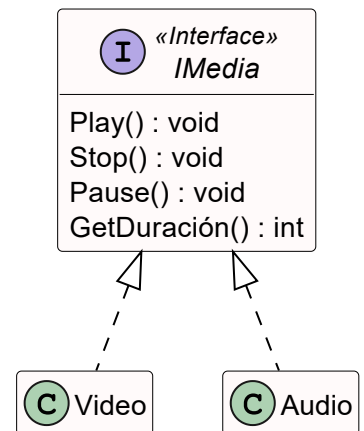 I
«Interface»
IMedia
Play() : void
Stop() : void
Pause() : void
GetDuración() : int
C Video
C Audio